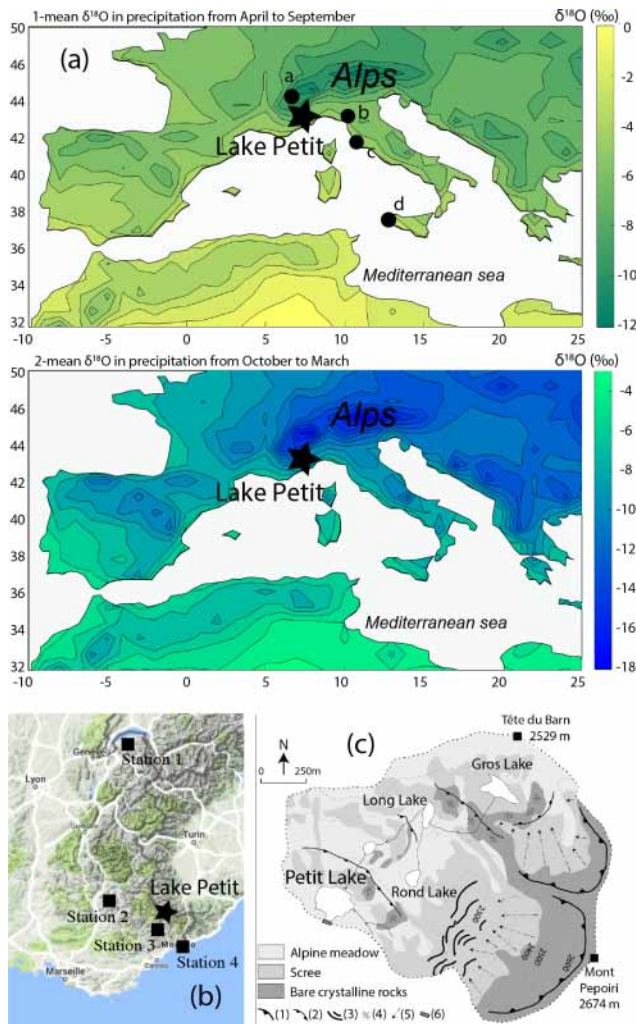 1-mean δ18O in precipitation from April to September
δ18O (‰)
50
48
46
44
42
40
38
36
34
32
(a)
Alps
a
b
c
d
Lake Petit
Mediterranean sea
0
-2
-4
-6
-8
-10
-12
-10
-5
0
5
10
15
20
25
2-mean δ18O in precipitation from October to March
δ18O (‰)
50
48
46
44
42
40
38
36
34
32
Alps
Lake Petit
Mediterranean sea
-4
-6
-8
-10
-12
-14
-16
-18
-10
-5
0
5
10
15
20
25
Station 1
Lyon
Turin
Lake Petit
Station 2
Station 3
Station 4
Marseille
(b)
(c)
Tête du Barn
2529 m
N
0 250m
Gros Lake
Long Lake
Petit Lake
Rond Lake
Alpine meadow
Scree
Bare crystalline rocks
Mont
Pepoiri
2674 m
(1) (2) (3) (4) (5) (6)